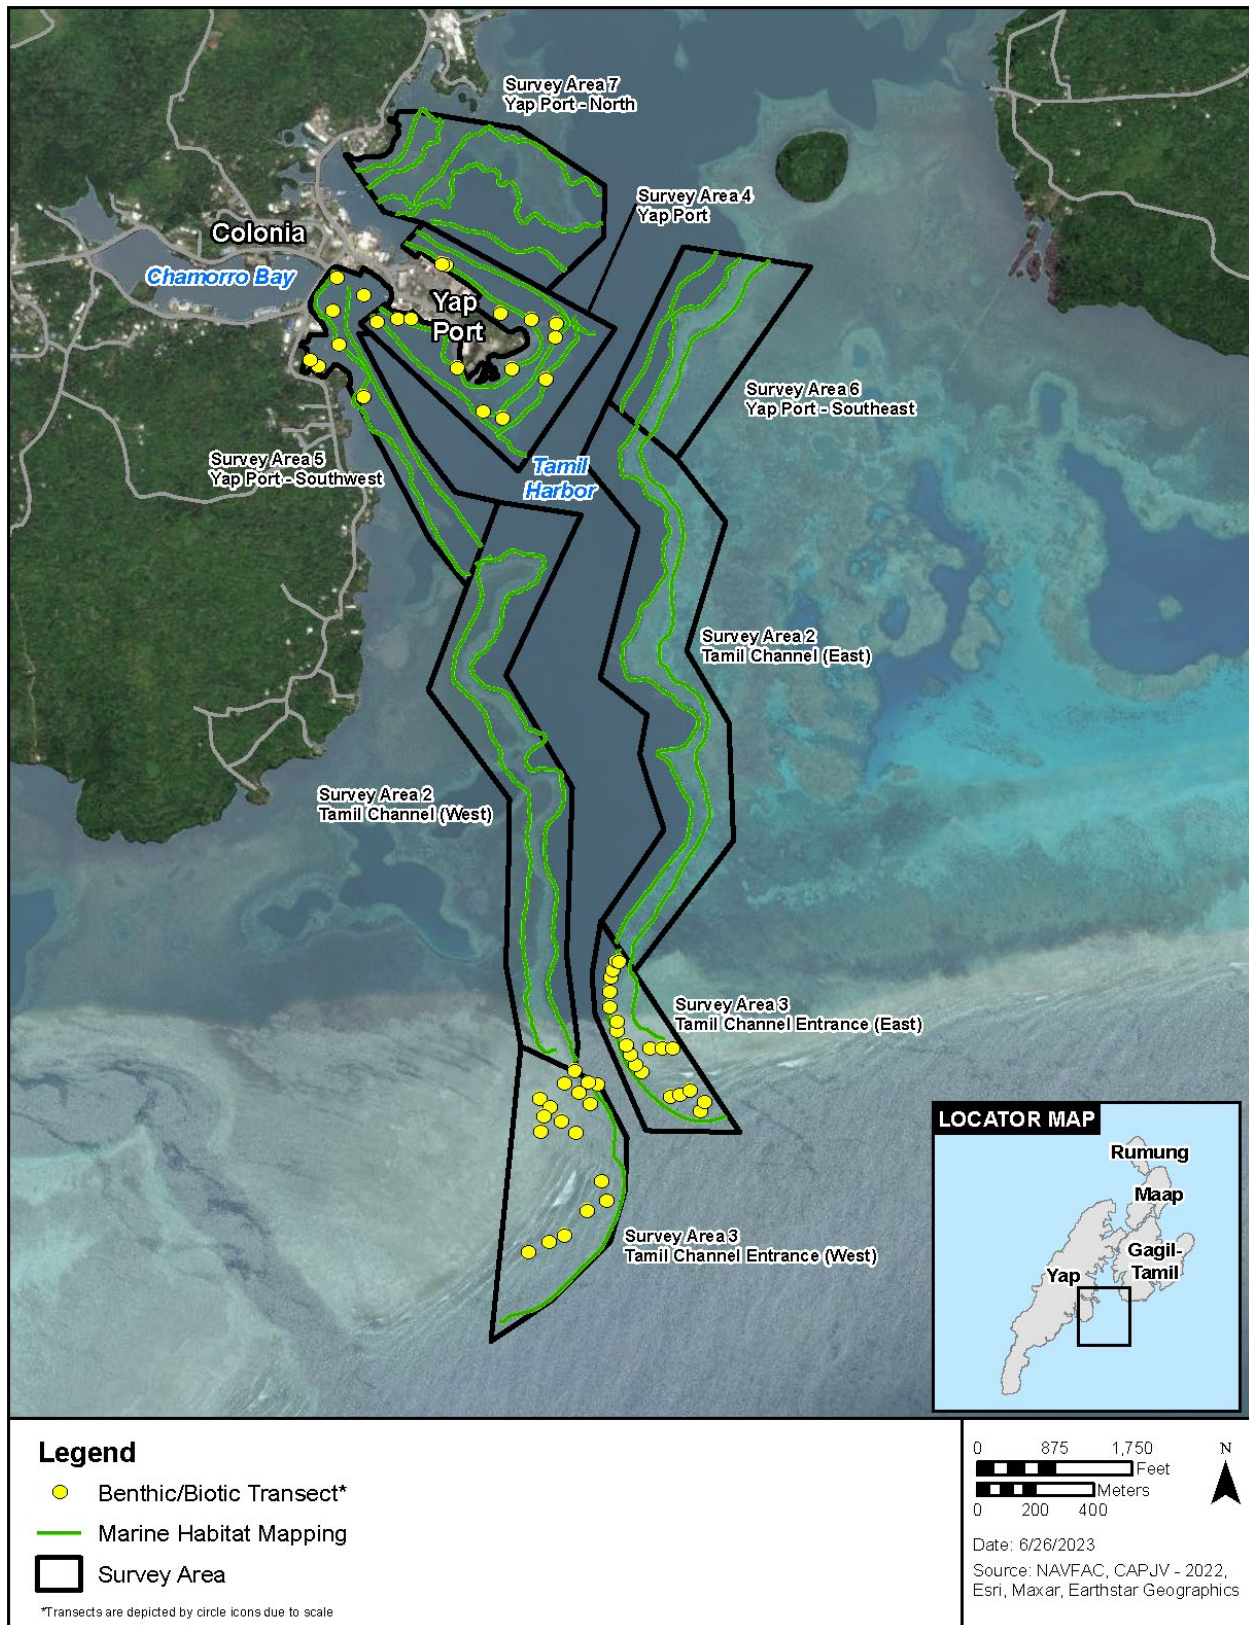 Survey Area 7
Yap Port - North
Survey Area 4
Yap Port
Colonia
Chamorro Bay
Yap
Port
Survey Area 6
Yap Port - Southeast
Survey Area 5
Yap Port - Southwest
Tamil
Harbor
Survey Area 2
Tamil Channel (East)
Survey Area 2
Tamil Channel (West)
Survey Area 3
Tamil Channel Entrance (East)
Survey Area 3
Tamil Channel Entrance (West)
LOCATOR MAP
Rumung
Maap
Gagil-
Tamil
Yap
Legend
Benthic/Biotic Transect*
Marine Habitat Mapping
Survey Area
*Transects are depicted by circle icons due to scale
0 875 1,750
Feet
Meters
0 200 400
N
Date: 6/26/2023
Source: NAVFAC, CAPJV - 2022,
Esri, Maxar, Earthstar Geographics